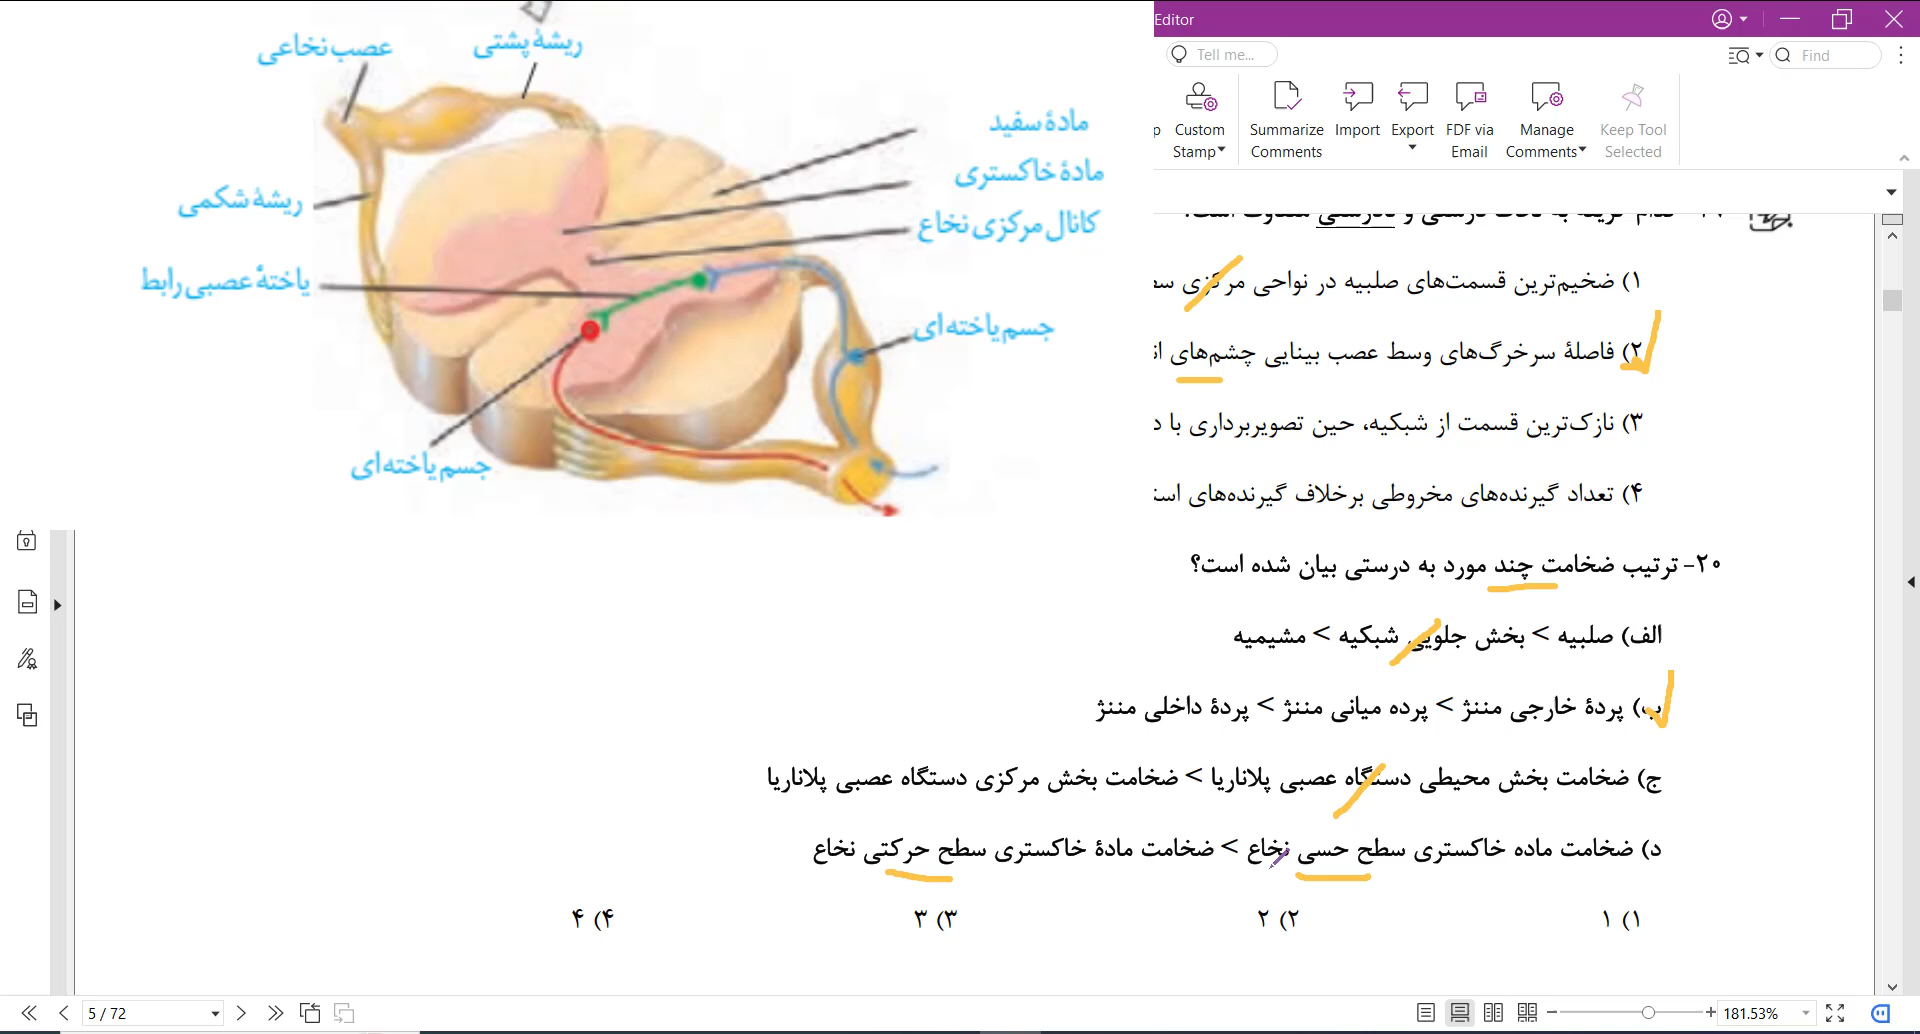 ریشهٔ پشتی
عصب نخاعی
مادهٔ سفید
مادهٔ خاکستری
ریشهٔ شکمی
کانال مرکزی نخاع
یاختهٔ عصبی رابط
جسم یاخته‌ای
جسم یاخته‌ای
Editor
Tell me...
Find
Custom Stamp
Summarize Comments
Import
Export
FDF via Email
Manage Comments
Keep Tool Selected
۱) ضخیم‌ترین قسمت‌های صلبیه در نواحی مرکزی
۲) فاصلهٔ سرخرگ‌های وسط عصب بینایی چشم‌های
۳) نازک‌ترین قسمت از شبکیه، حین تصویربرداری با
۴) تعداد گیرنده‌های مخروطی برخلاف گیرنده‌های
۲۰- ترتیب ضخامت چند مورد به درستی بیان شده است؟
الف) صلبیه > بخش جلویی شبکیه > مشیمیه
ب) پردهٔ خارجی مننژ > پرده میانی مننژ > پردهٔ داخلی مننژ
ج) ضخامت بخش محیطی دستگاه عصبی پلاناریا > ضخامت بخش مرکزی دستگاه عصبی پلاناریا
د) ضخامت ماده خاکستری سطح حسی نخاع > ضخامت مادهٔ خاکستری سطح حرکتی نخاع
۱) ۱ ۲) ۲ ۳) ۳ ۴) ۴
5 / 72
181.53%